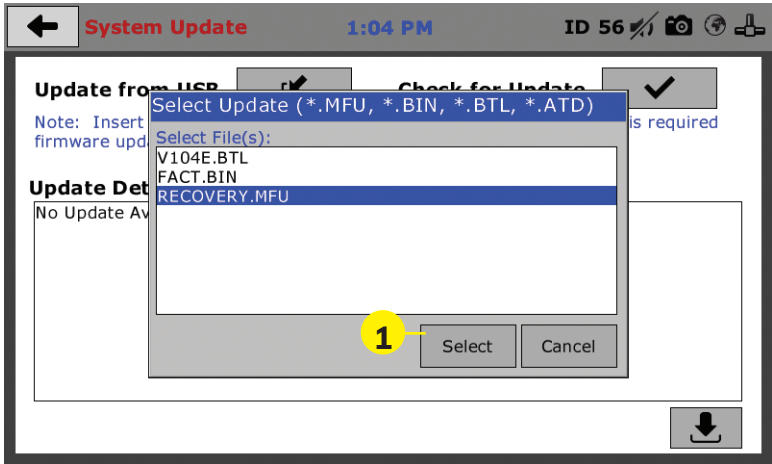 System Update 1:04 PM ID 56
Update from USB Check for Update
Select Update (*.MFU, *.BIN, *.BTL, *.ATD)
Note: Insert is required
firmware upd
Select File(s):
V104E.BTL
FACT.BIN
RECOVERY.MFU
Update Det
No Update Av
1
Select Cancel